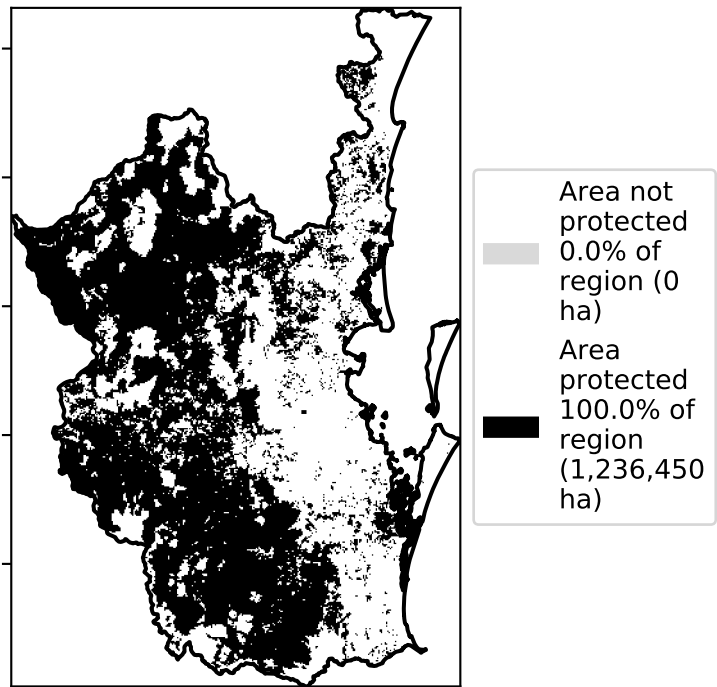 Area not
protected
0.0% of
region (0
ha)
Area
protected
100.0% of
region
(1,236,450
ha)